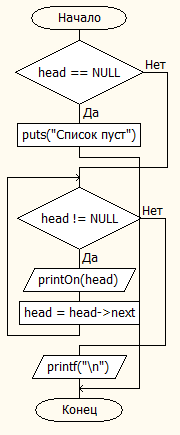 Начало
head == NULL
Нет
Да
puts("Список пуст")
head != NULL
Нет
Да
printOn(head)
head = head->next
printf("\n")
Конец